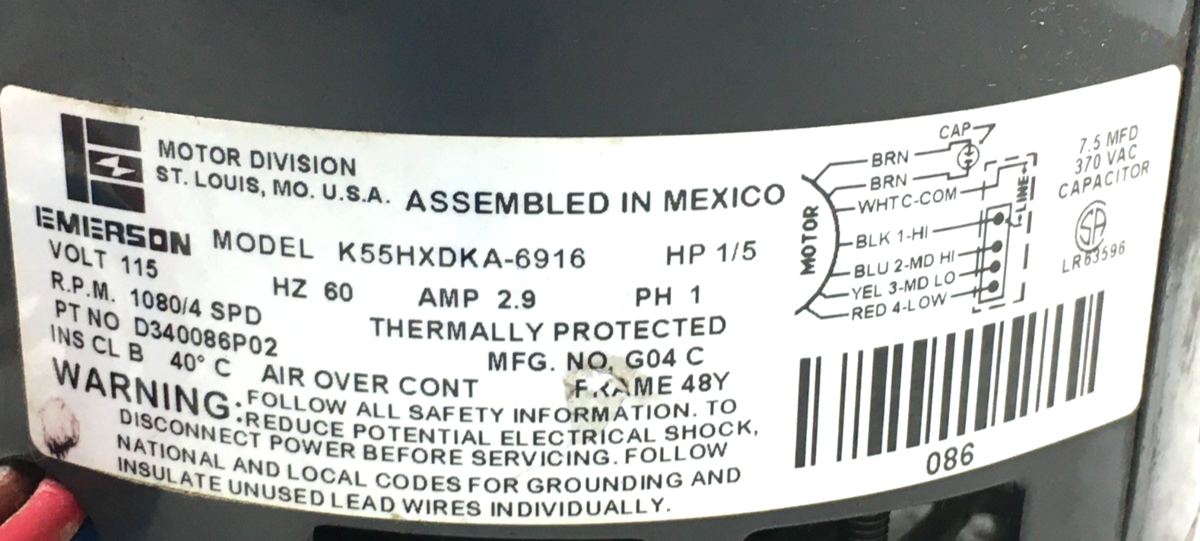 MOTOR DIVISION
ST. LOUIS, MO. U.S.A. ASSEMBLED IN MEXICO
EMERSON MODEL K55HXDKA-6916 HP 1/5
VOLT 115 HZ 60 AMP 2.9 PH 1
R.P.M. 1080/4 SPD THERMALLY PROTECTED
PT NO D340086P02 MFG. NO. G04 C
INS CL B 40° C AIR OVER CONT FRAME 48Y
WARNING: FOLLOW ALL SAFETY INFORMATION. TO
REDUCE POTENTIAL ELECTRICAL SHOCK,
DISCONNECT POWER BEFORE SERVICING. FOLLOW
NATIONAL AND LOCAL CODES FOR GROUNDING AND
INSULATE UNUSED LEAD WIRES INDIVIDUALLY.
CAP
BRN
BRN
WHT C-COM
LINE
MOTOR
BLK 1-HI
BLU 2-MD HI
YEL 3-MD LO
RED 4-LOW
7.5 MFD
370 VAC
CAPACITOR
SA
LR63596
086